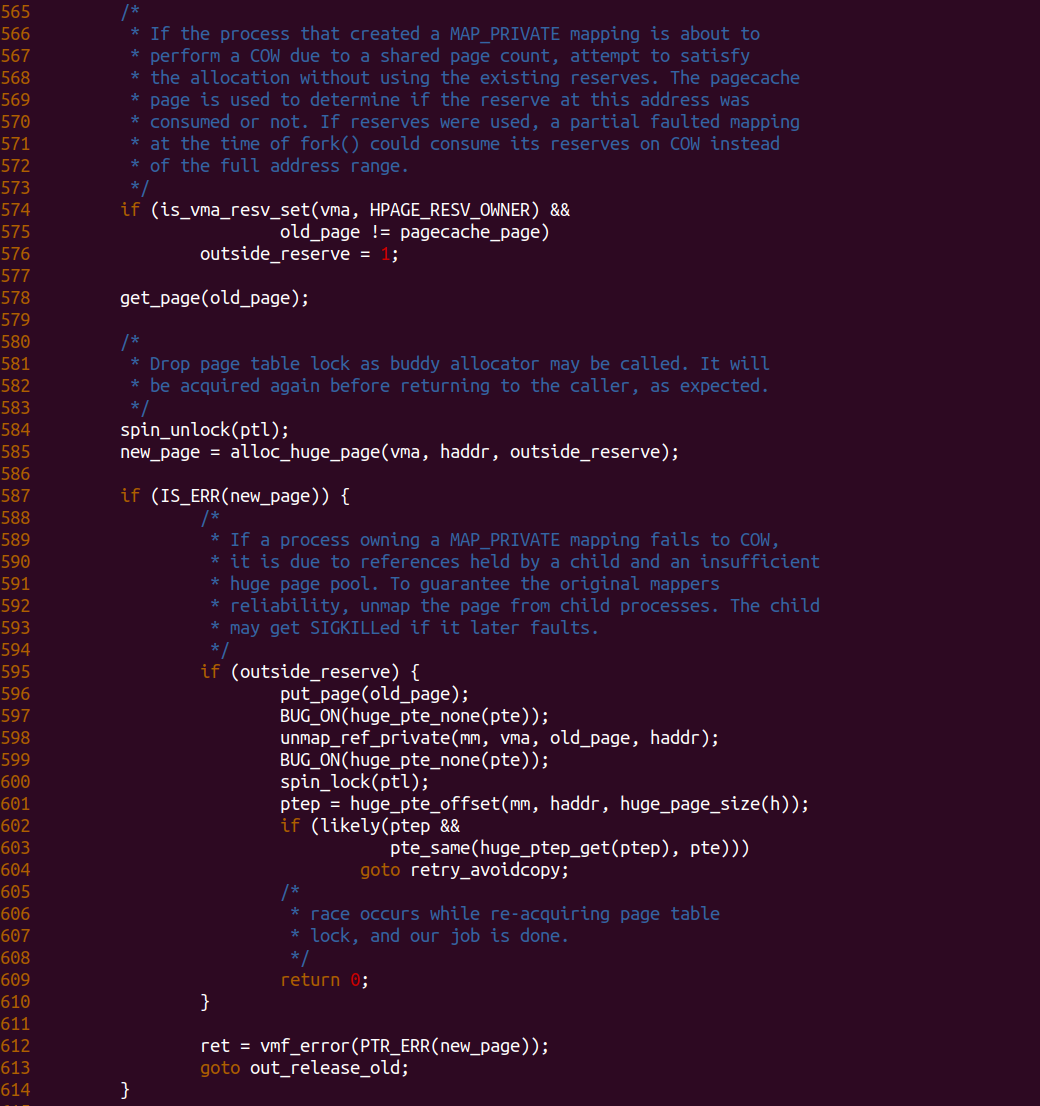 565         /*
566          * If the process that created a MAP_PRIVATE mapping is about to
567          * perform a COW due to a shared page count, attempt to satisfy
568          * the allocation without using the existing reserves. The pagecache
569          * page is used to determine if the reserve at this address was
570          * consumed or not. If reserves were used, a partial faulted mapping
571          * at the time of fork() could consume its reserves on COW instead
572          * of the full address range.
573          */
574         if (is_vma_resv_set(vma, HPAGE_RESV_OWNER) &&
575                         old_page != pagecache_page)
576                 outside_reserve = 1;
577
578         get_page(old_page);
579
580         /*
581          * Drop page table lock as buddy allocator may be called. It will
582          * be acquired again before returning to the caller, as expected.
583          */
584         spin_unlock(ptl);
585         new_page = alloc_huge_page(vma, haddr, outside_reserve);
586
587         if (IS_ERR(new_page)) {
588                 /*
589                  * If a process owning a MAP_PRIVATE mapping fails to COW,
590                  * it is due to references held by a child and an insufficient
591                  * huge page pool. To guarantee the original mappers
592                  * reliability, unmap the page from child processes. The child
593                  * may get SIGKILLed if it later faults.
594                  */
595                 if (outside_reserve) {
596                         put_page(old_page);
597                         BUG_ON(huge_pte_none(pte));
598                         unmap_ref_private(mm, vma, old_page, haddr);
599                         BUG_ON(huge_pte_none(pte));
600                         spin_lock(ptl);
601                         ptep = huge_pte_offset(mm, haddr, huge_page_size(h));
602                         if (likely(ptep &&
603                                    pte_same(huge_ptep_get(ptep), pte)))
604                                 goto retry_avoidcopy;
605                         /*
606                          * race occurs while re-acquiring page table
607                          * lock, and our job is done.
608                          */
609                         return 0;
610                 }
611
612                 ret = vmf_error(PTR_ERR(new_page));
613                 goto out_release_old;
614         }